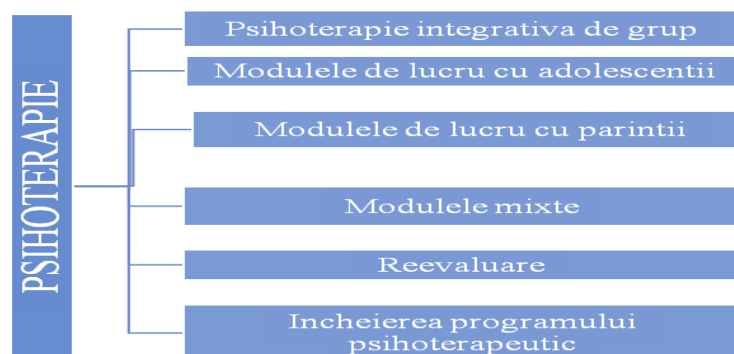 PSIHOTERAPIE
Psihoterapie integrativa de grup
Modulele de lucru cu adolescentii
Modulele de lucru cu parintii
Modulele mixte
Reevaluare
Incheierea programului
psihoterapeutic